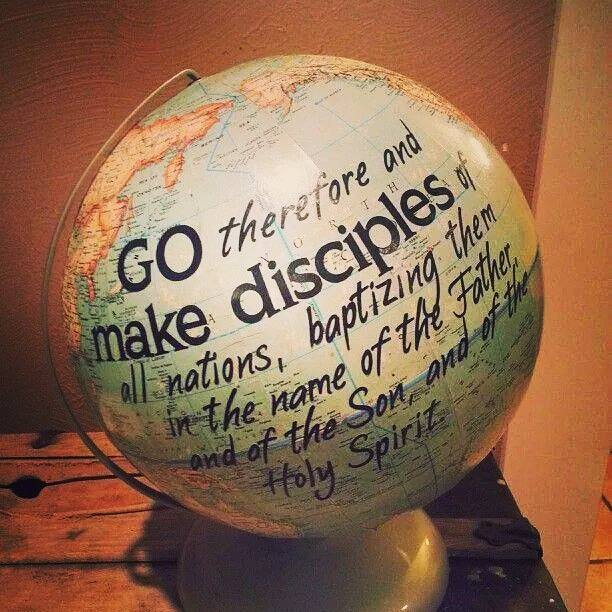 GO therefore and
make disciples of
all nations, baptizing them
in the name of the Father,
and of the Son, and of the
Holy Spirit.